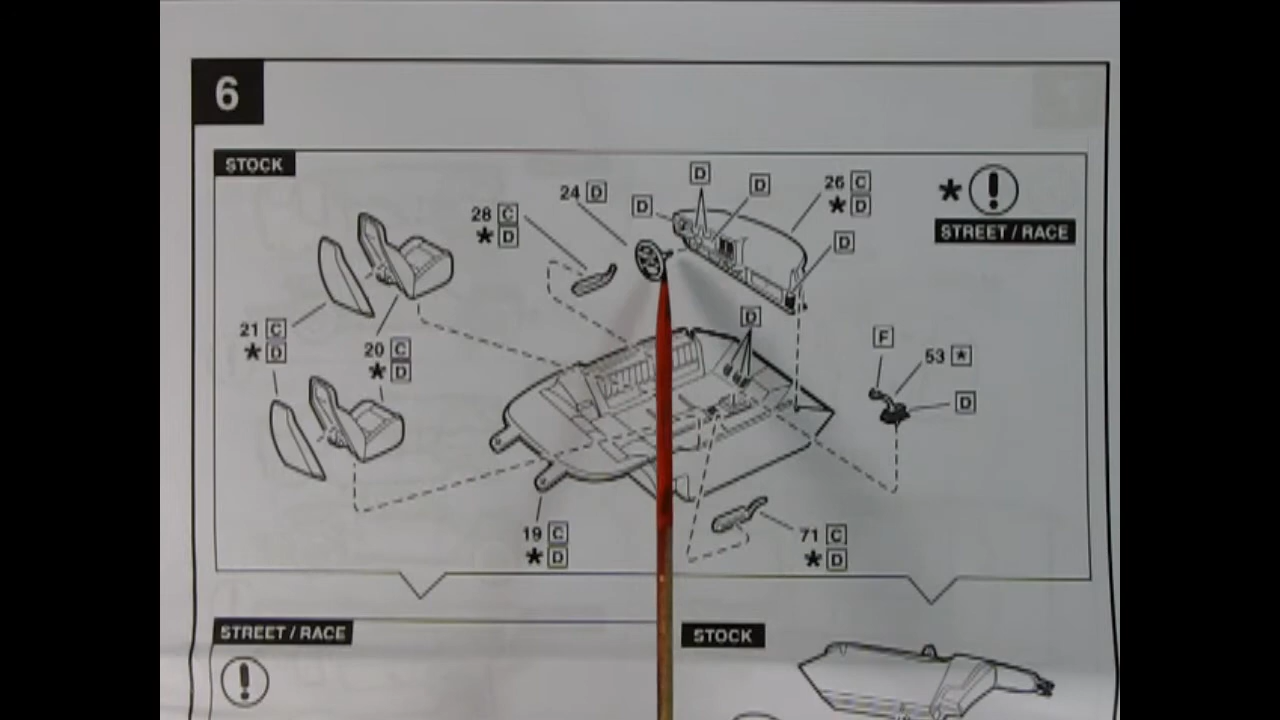 6
STOCK
24 D
28 C
* D
D
D
D
26 C
* D
D
* !
STREET / RACE
21 C
* D
20 C
* D
D
F
53 *
D
19 C
* D
71 C
* D
STREET / RACE
!
STOCK